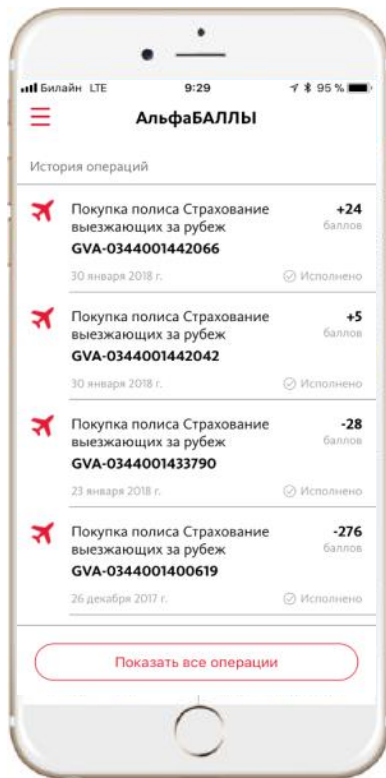 Билайн LTE 9:29 95 %
АльфаБАЛЛЫ
История операций
Покупка полиса Страхование +24
выезжающих за рубеж баллов
GVA-0344001442066
30 января 2018 г. Исполнено
Покупка полиса Страхование +5
выезжающих за рубеж баллов
GVA-0344001442042
30 января 2018 г. Исполнено
Покупка полиса Страхование -28
выезжающих за рубеж баллов
GVA-0344001433790
23 января 2018 г. Исполнено
Покупка полиса Страхование -276
выезжающих за рубеж баллов
GVA-0344001400619
26 декабря 2017 г. Исполнено
Показать все операции